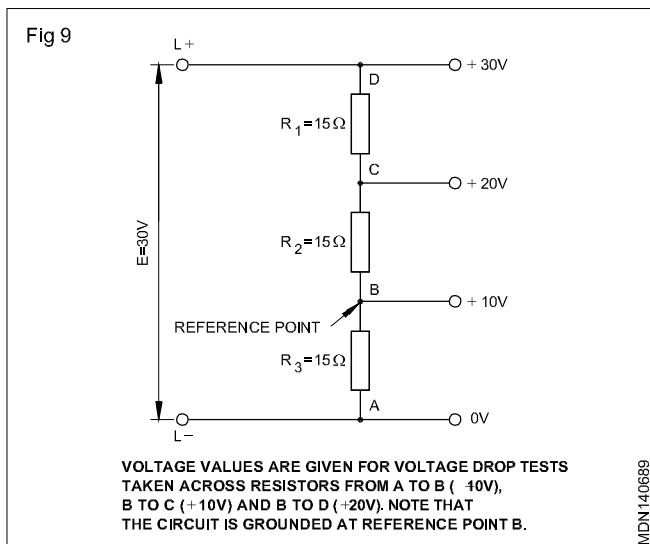 Fig 9
L+
D
+30V
R1=15Ω
C
+20V
E=30V
R2=15Ω
B
+10V
REFERENCE POINT
R3=15Ω
A
0V
L−
VOLTAGE VALUES ARE GIVEN FOR VOLTAGE DROP TESTS
TAKEN ACROSS RESISTORS FROM A TO B ( -10V),
B TO C (+10V) AND B TO D (+20V). NOTE THAT
THE CIRCUIT IS GROUNDED AT REFERENCE POINT B.
MDN140689